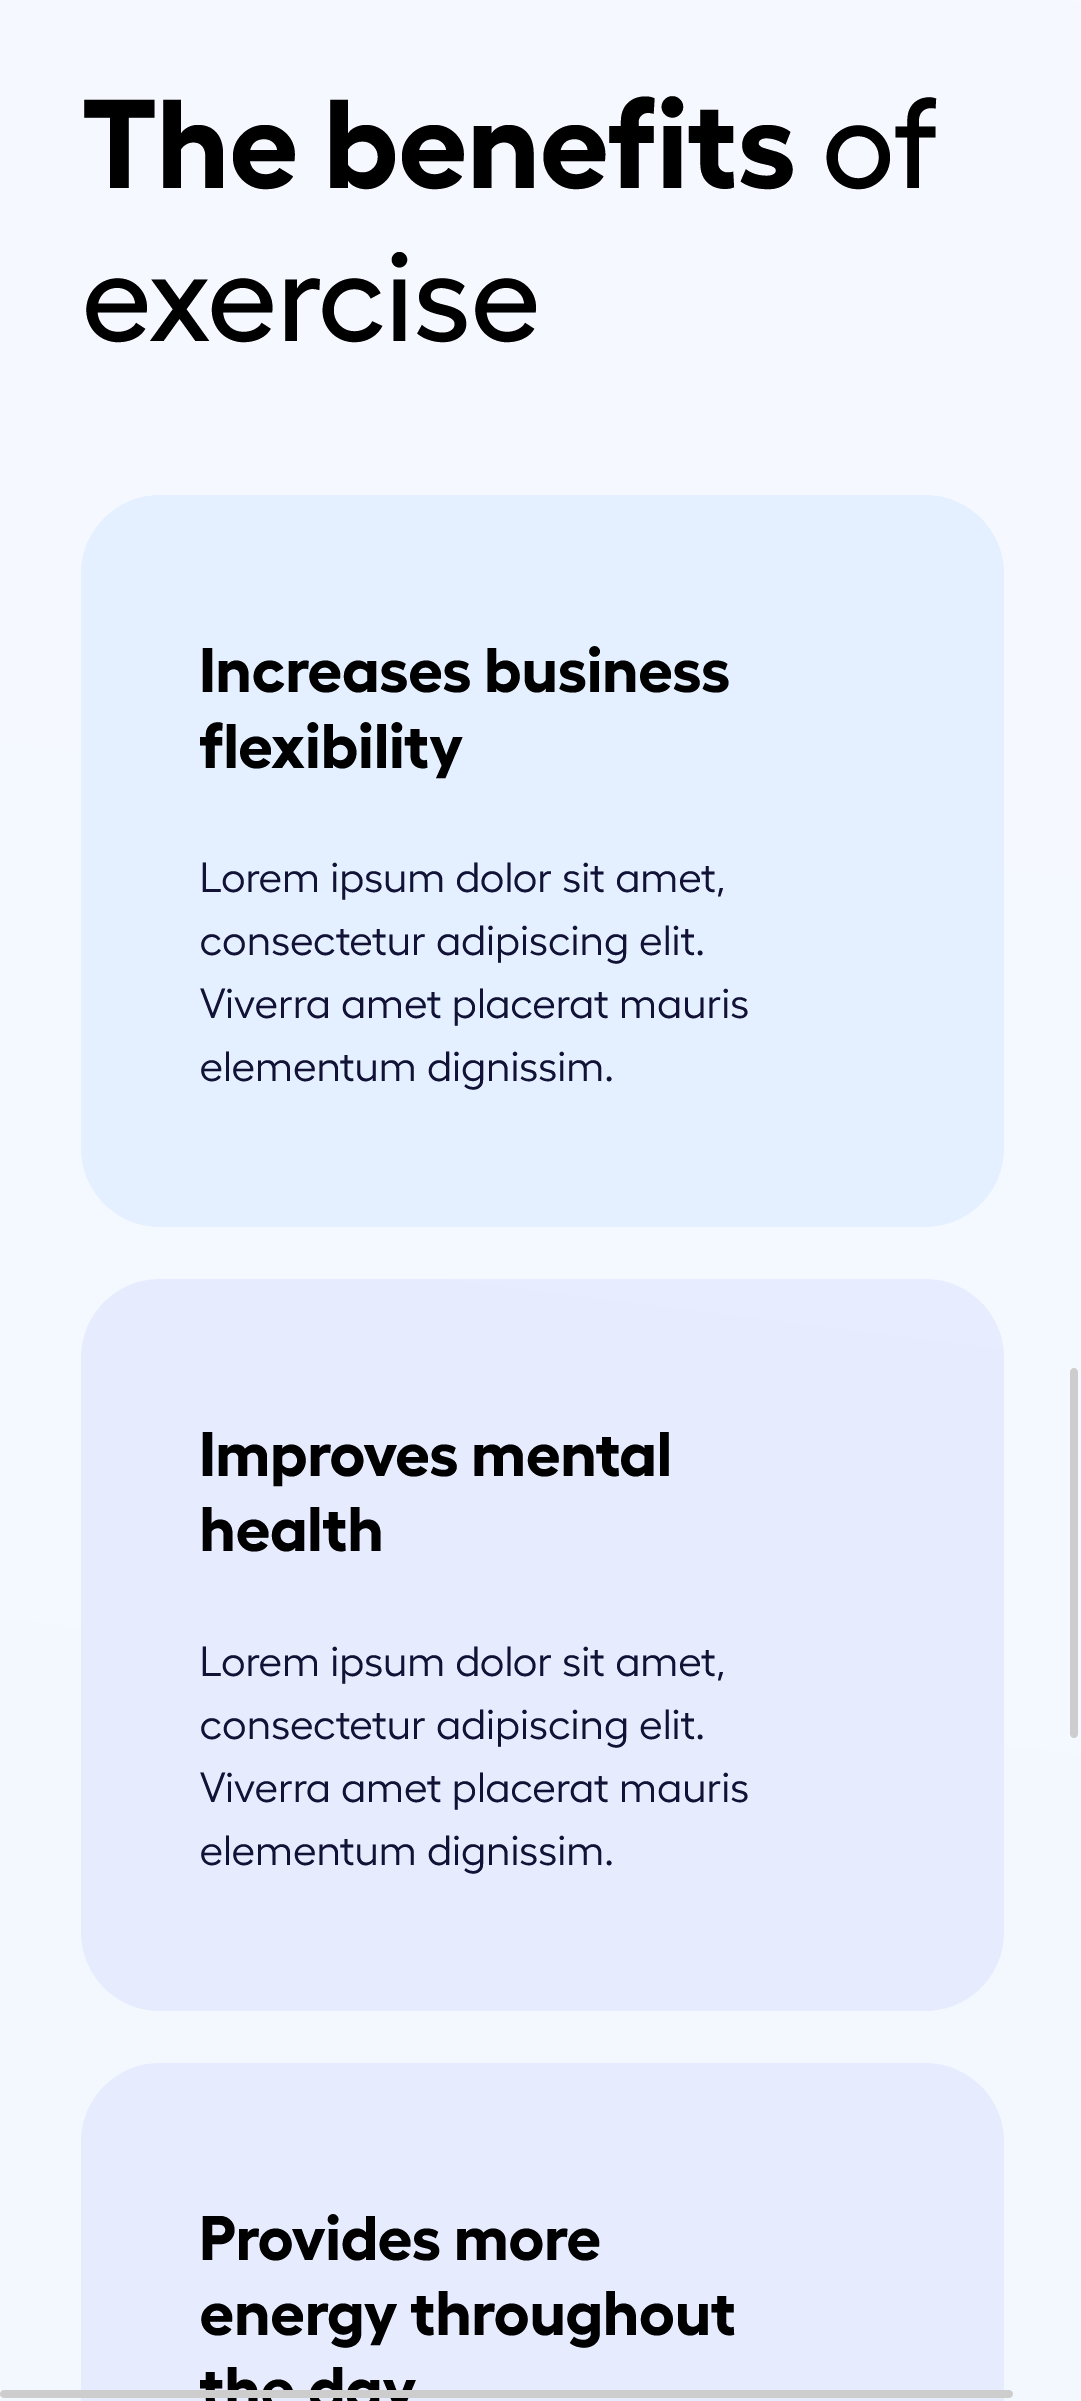 The benefits of
exercise
Increases business
flexibility
Lorem ipsum dolor sit amet,
consectetur adipiscing elit.
Viverra amet placerat mauris
elementum dignissim.
Improves mental
health
Lorem ipsum dolor sit amet,
consectetur adipiscing elit.
Viverra amet placerat mauris
elementum dignissim.
Provides more
energy throughout
the day